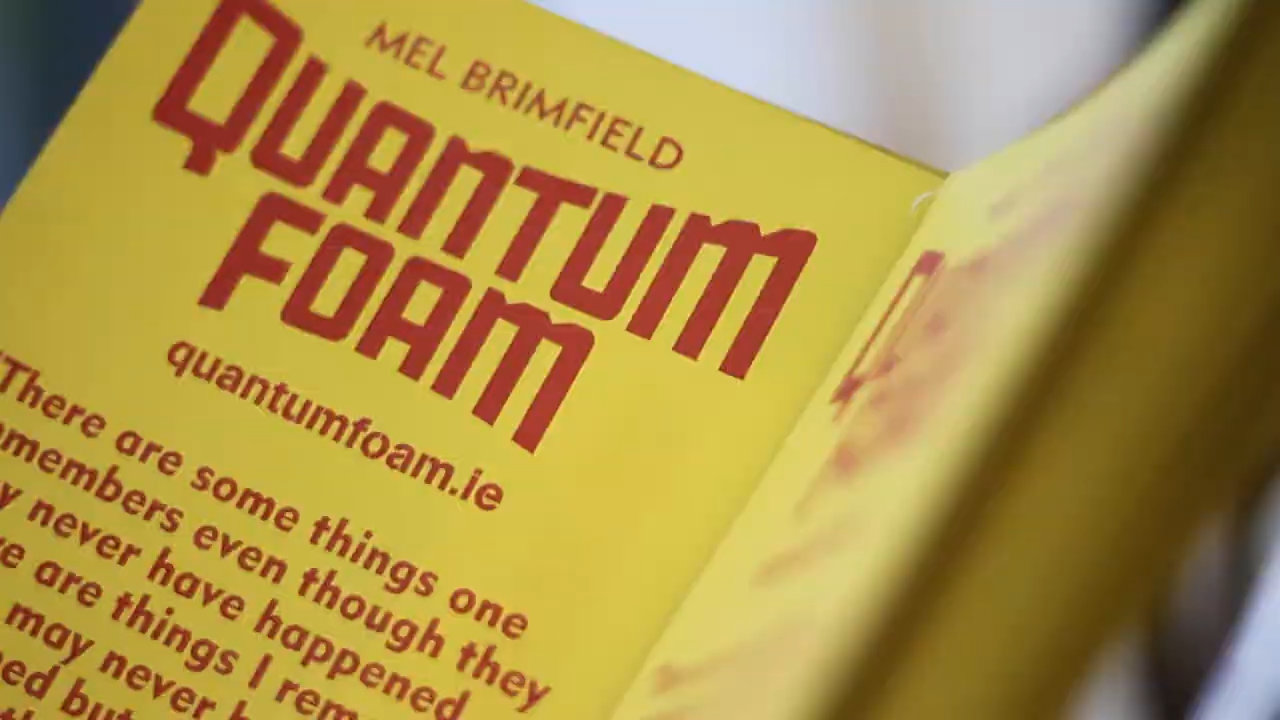 MEL BRIMFIELD
QUANTUM
FOAM
quantumfoam.ie
"There are some things one
members even though they
never have happened
are things I
may never
but